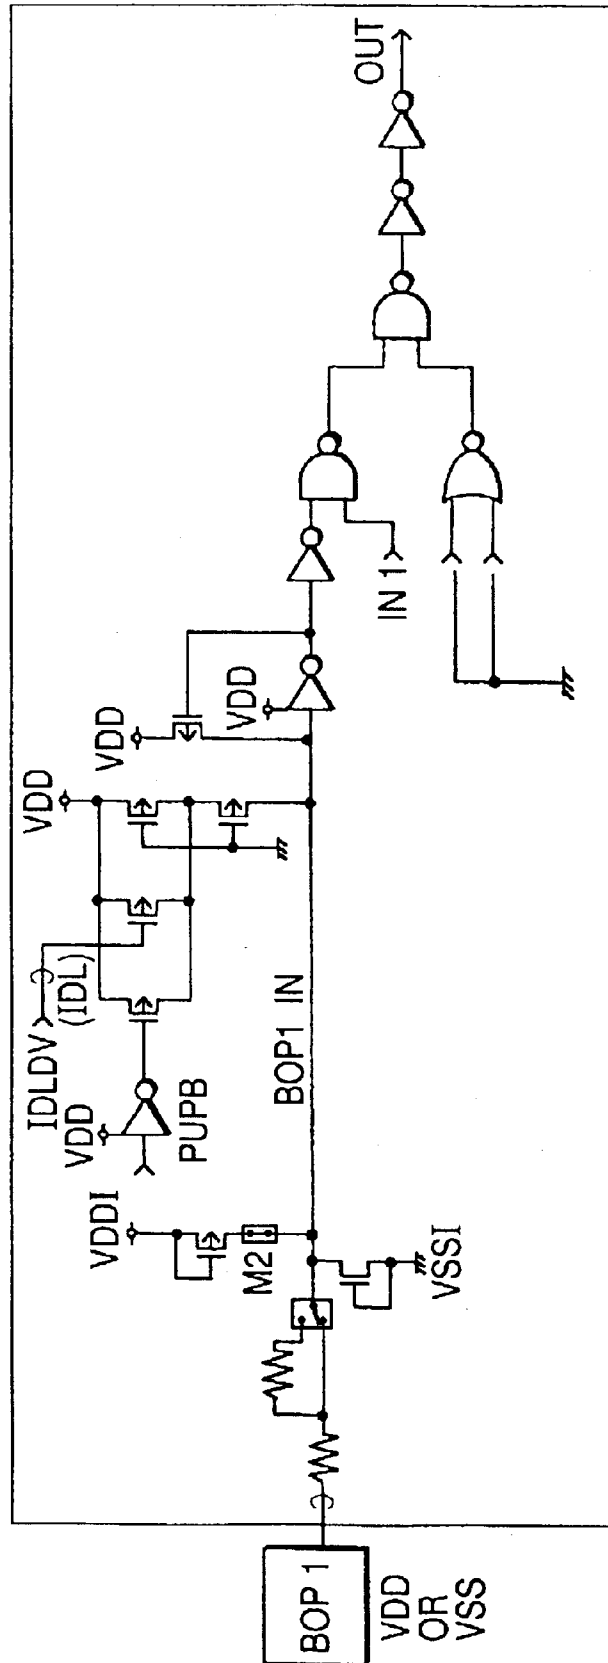 BOP 1
VDD
OR
VSS
VDDI
M2
VSSI
BOP1 IN
VDD
PUPB
IDLDV
(IDL)
VDD
VDD
VDD
IN 1
OUT